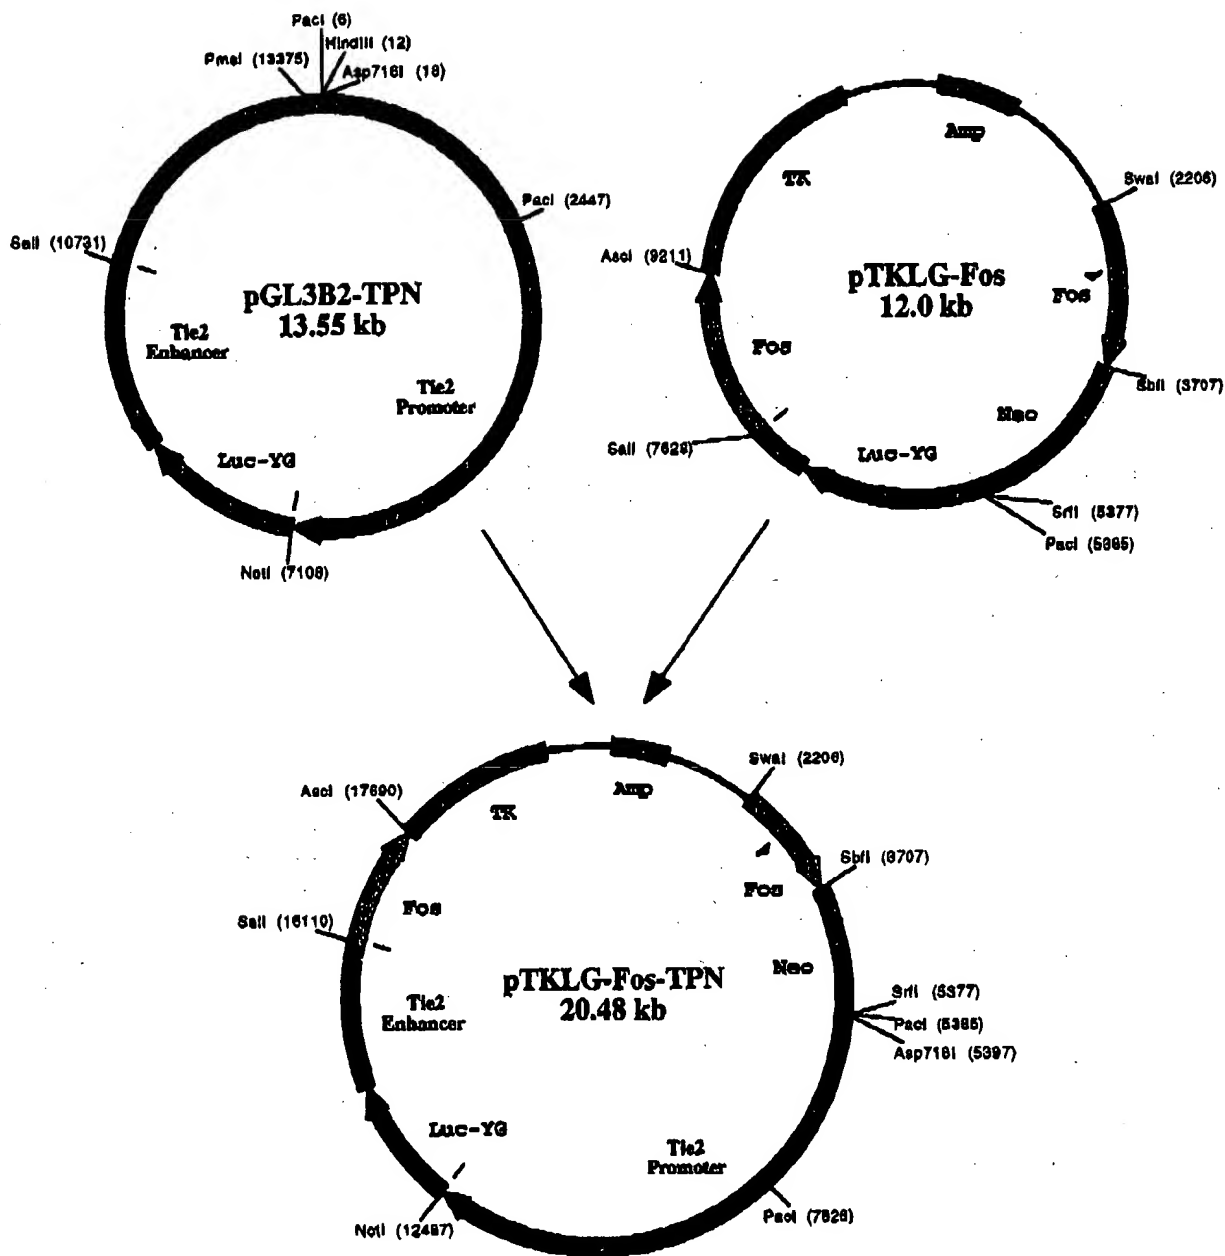 PacI (6)
HindIII (12)
PmeI (13375)
Asp718I (18)
PacI (2447)
SalI (10731)
pGL3B2-TPN
13.55 kb
Tie2
Enhancer
Tie2
Promoter
Luc-YG
NotI (7108)
Amp
TK
SwaI (2206)
AscI (9211)
pTKLG-Fos
12.0 kb
Fos
Fos
SbfI (3707)
Neo
SalI (7629)
Luc-YG
SrfI (5377)
PacI (5385)
SwaI (2206)
Amp
AscI (17690)
TK
SbfI (3707)
Fos
Fos
SalI (16110)
pTKLG-Fos-TPN
20.48 kb
Neo
SrfI (5377)
PacI (5385)
Asp718I (5397)
Tie2
Enhancer
Luc-YG
Tie2
Promoter
PacI (7826)
NotI (12487)